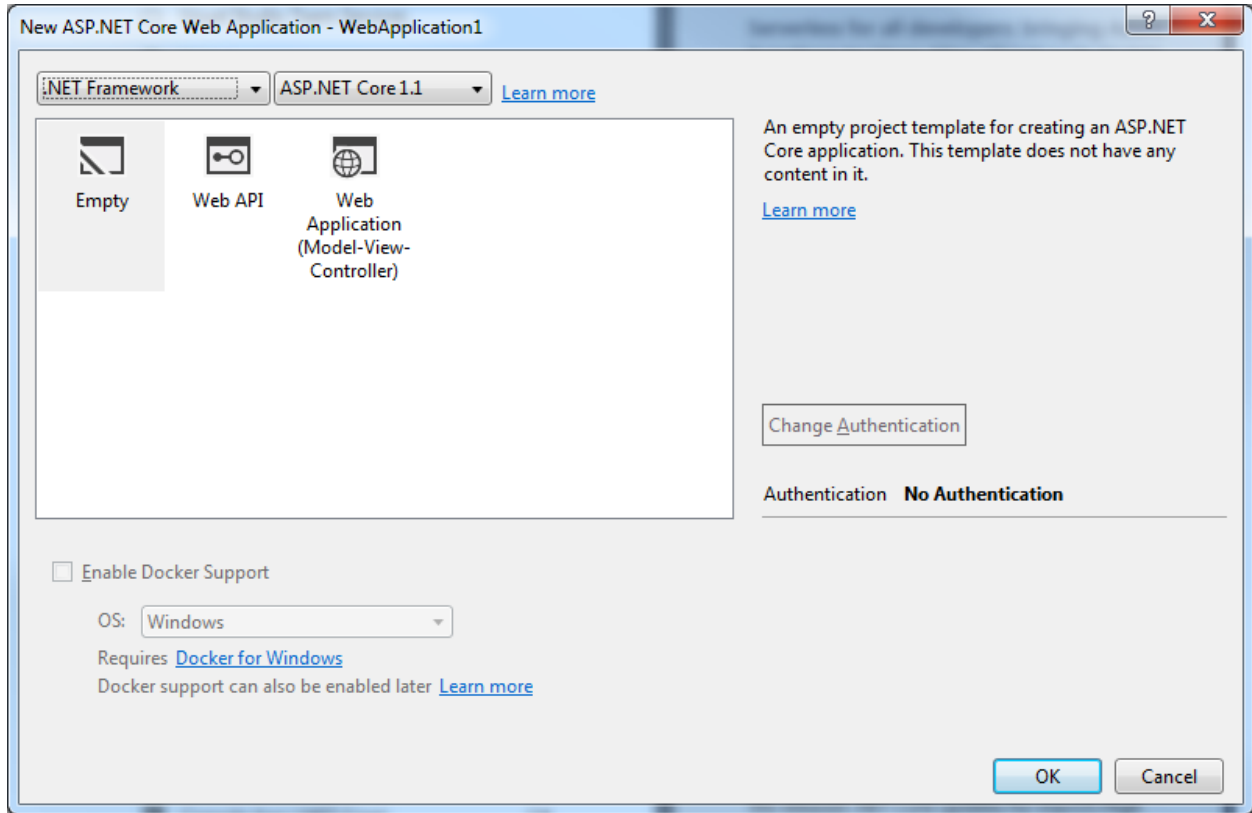 New ASP.NET Core Web Application - WebApplication1
.NET Framework
ASP.NET Core 1.1
Learn more
Empty
Web API
Web
Application
(Model-View-
Controller)
An empty project template for creating an ASP.NET
Core application. This template does not have any
content in it.
Learn more
Change Authentication
Authentication No Authentication
Enable Docker Support
OS: Windows
Requires Docker for Windows
Docker support can also be enabled later Learn more
OK
Cancel